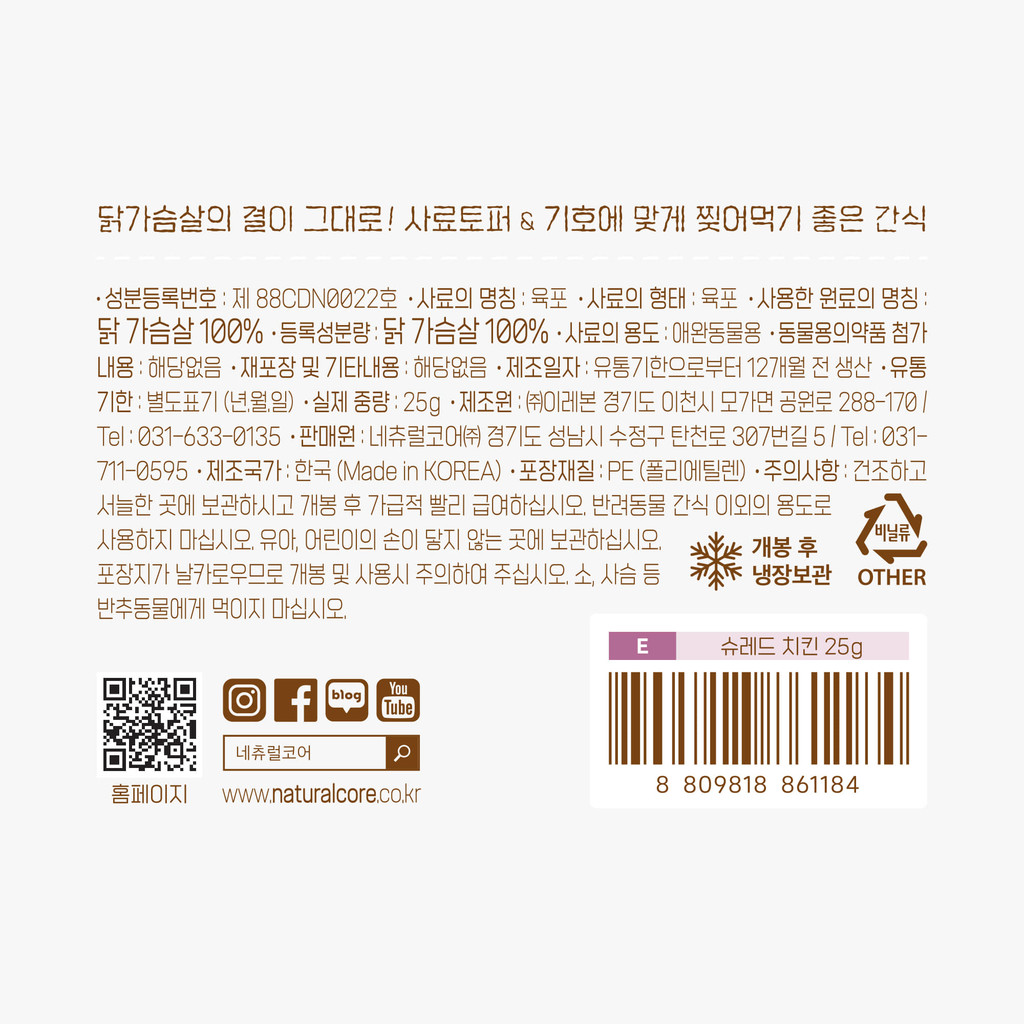 닭가슴살의 결이 그대로! 사료토퍼 & 기호에 맞게 찢어먹기 좋은 간식
•성분등록번호 : 제 88CDN0022호 •사료의 명칭 : 육포 •사료의 형태 : 육포 •사용한 원료의 명칭 :
닭 가슴살 100% •등록성분량 : 닭 가슴살 100% •사료의 용도 : 애완동물용 •동물용의약품 첨가
내용 : 해당없음 •재포장 및 기타내용 : 해당없음 •제조일자 : 유통기한으로부터 12개월 전 생산 •유통
기한 : 별도표기 (년.월.일) •실제 중량 : 25g •제조원 : ㈜이레본 경기도 이천시 모가면 공원로 288-170 /
Tel : 031-633-0135 •판매원 : 네츄럴코어㈜ 경기도 성남시 수정구 탄천로 307번길 5 / Tel : 031-
711-0595 •제조국가 : 한국 (Made in KOREA) •포장재질 : PE (폴리에틸렌) •주의사항 : 건조하고
서늘한 곳에 보관하시고 개봉 후 가급적 빨리 급여하십시오. 반려동물 간식 이외의 용도로
사용하지 마십시오. 유아, 어린이의 손이 닿지 않는 곳에 보관하십시오.
포장지가 날카로우므로 개봉 및 사용시 주의하여 주십시오. 소, 사슴 등
반추동물에게 먹이지 마십시오.
개봉 후
냉장보관
비닐류
OTHER
E 슈레드 치킨 25g
8 809818 861184
blog
You
Tube
네츄럴코어
홈페이지
www.naturalcore.co.kr